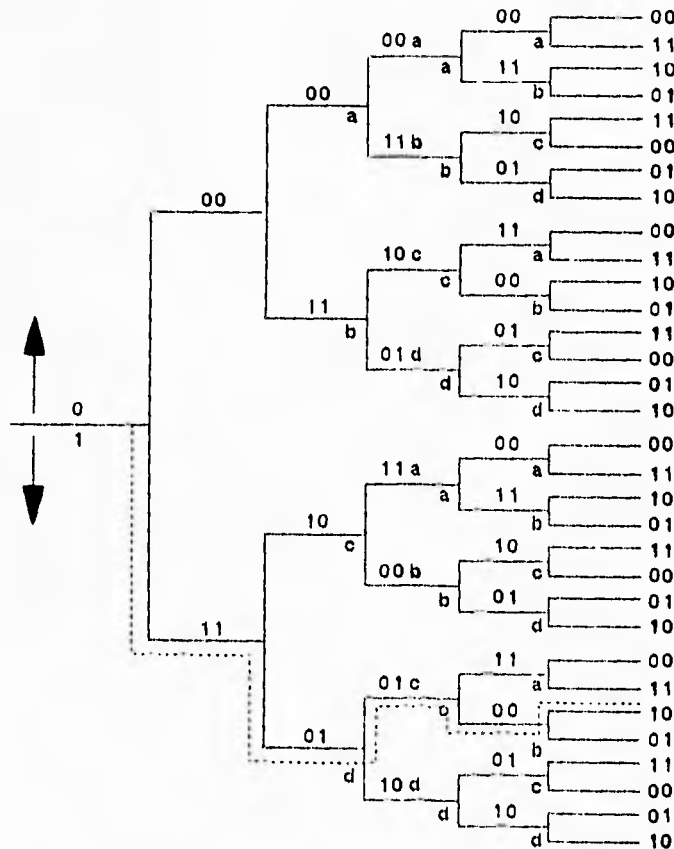 00 00
00 a a 11
a 11 10
00 b 01
a 10 11
11 b c 00
b 01 01
00 d 10
11 00
10 c a 11
c 00 10
11 b 01
b 01 11
01 d c 00
d 10 01
0 d 10
1 00 00
11 a a 11
a 11 10
10 b 01
c 10 11
00 b c 00
b 01 01
11 d 10
11 00
01 c a 11
c 00 10
01 b 01
d 01 11
10 d c 00
d 10 01
d 10